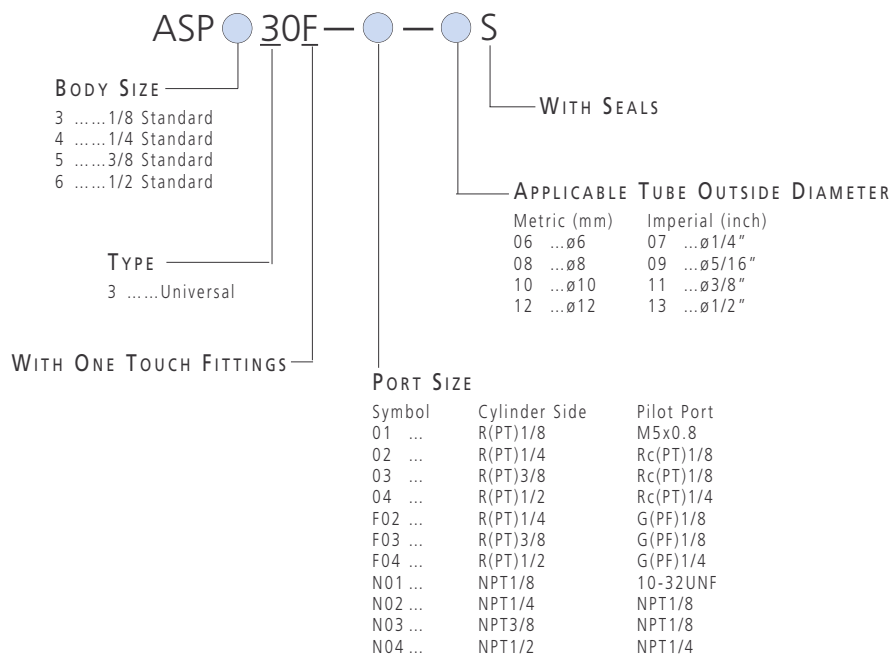 ASP 30F — — S
BODY SIZE
3 ......1/8 Standard
4 ......1/4 Standard
5 ......3/8 Standard
6 ......1/2 Standard
WITH SEALS
APPLICABLE TUBE OUTSIDE DIAMETER
Metric (mm) Imperial (inch)
06 ...ø6 07 ...ø1/4"
08 ...ø8 09 ...ø5/16"
10 ...ø10 11 ...ø3/8"
12 ...ø12 13 ...ø1/2"
TYPE
3 ......Universal
WITH ONE TOUCH FITTINGS
PORT SIZE
Symbol Cylinder Side Pilot Port
01 ... R(PT)1/8 M5x0.8
02 ... R(PT)1/4 Rc(PT)1/8
03 ... R(PT)3/8 Rc(PT)1/8
04 ... R(PT)1/2 Rc(PT)1/4
F02 ... R(PT)1/4 G(PF)1/8
F03 ... R(PT)3/8 G(PF)1/8
F04 ... R(PT)1/2 G(PF)1/4
N01 ... NPT1/8 10-32UNF
N02 ... NPT1/4 NPT1/8
N03 ... NPT3/8 NPT1/8
N04 ... NPT1/2 NPT1/4